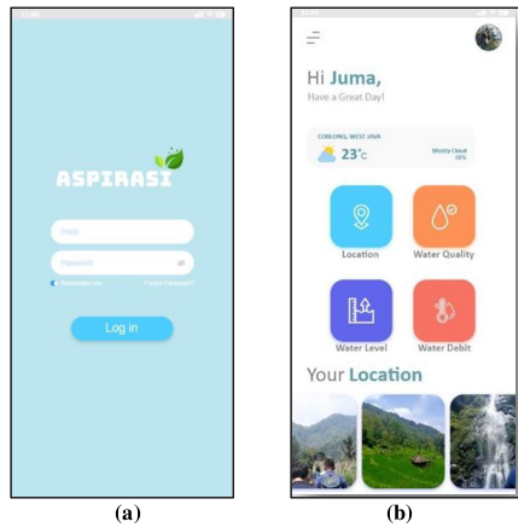 ASPIRASI
Email
Password
Remember me
Forgot Password?
Log in
(a)
Hi Juma,
Have a Great Day!
COBLONG, WEST JAVA
23°C
Mostly Cloud
Location
Water Quality
Water Level
Water Debit
Your Location
(b)